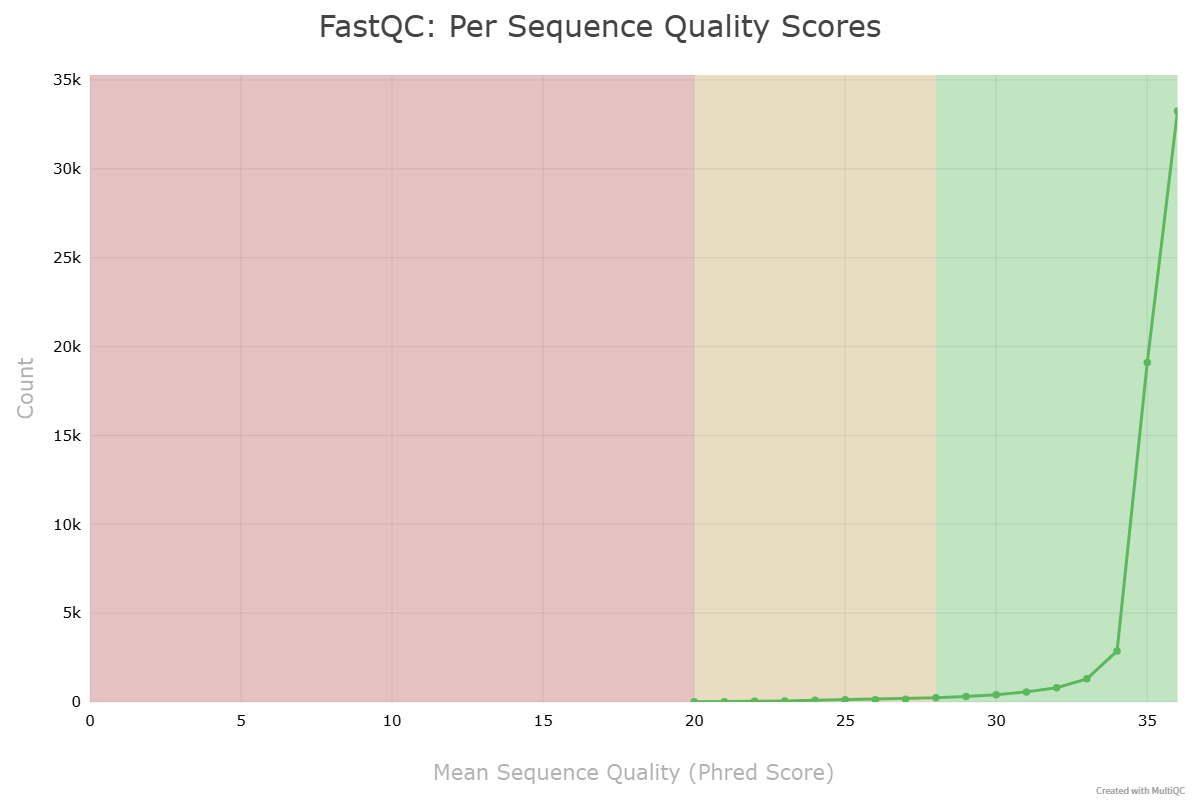 FastQC: Per Sequence Quality Scores
35k
30k
25k
20k
15k
10k
5k
0
Count
0 5 10 15 20 25 30 35
Mean Sequence Quality (Phred Score)
Created with MultiQC